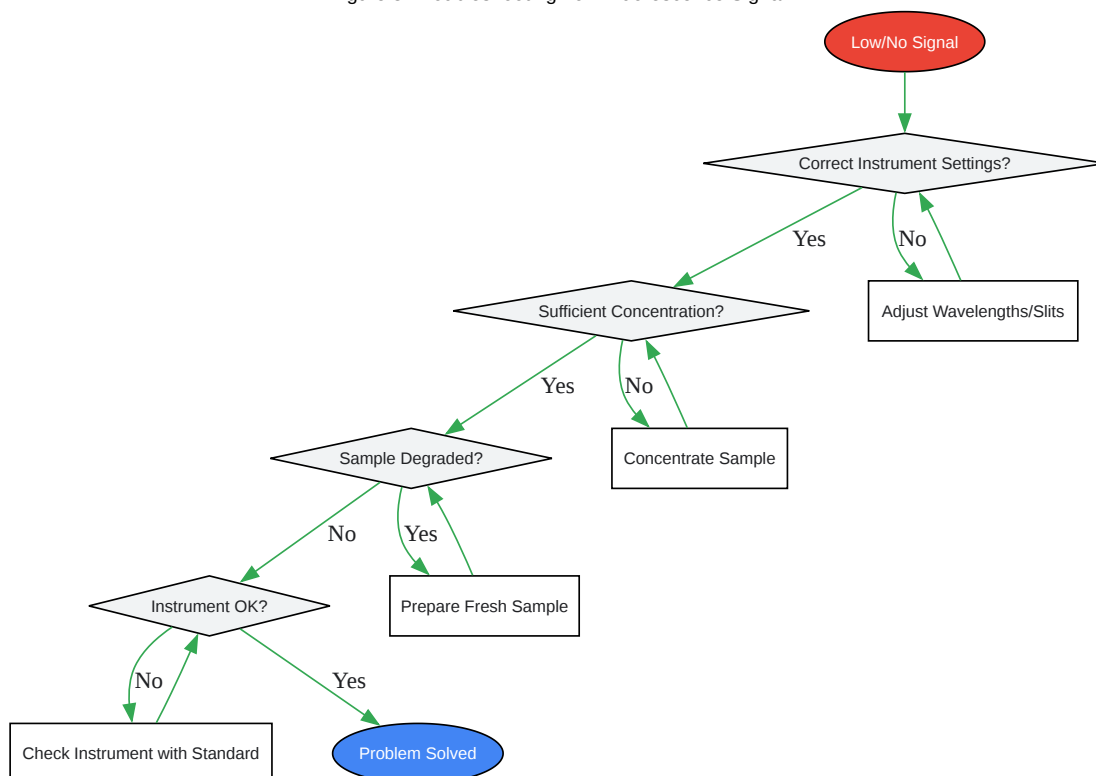 Low/No Signal
Correct Instrument Settings?
Yes
No
Adjust Wavelengths/Slits
Sufficient Concentration?
Yes
No
Concentrate Sample
Sample Degraded?
No
Yes
Prepare Fresh Sample
Instrument OK?
No
Yes
Check Instrument with Standard
Problem Solved